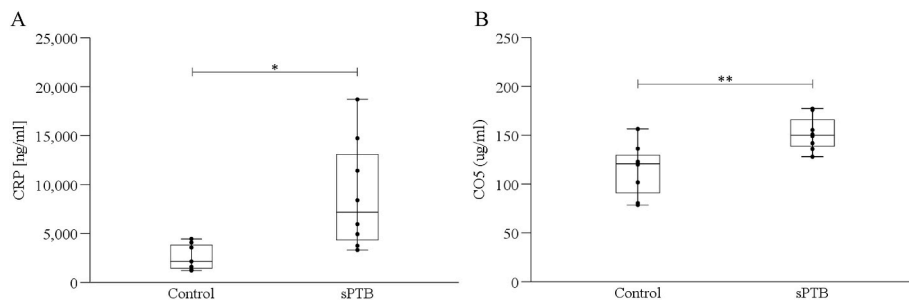 A
CRP [ng/ml]
25,000
20,000
15,000
10,000
5,000
0
*
Control
sPTB
B
CO5 (ug/ml)
250
200
150
100
50
0
**
Control
sPTB